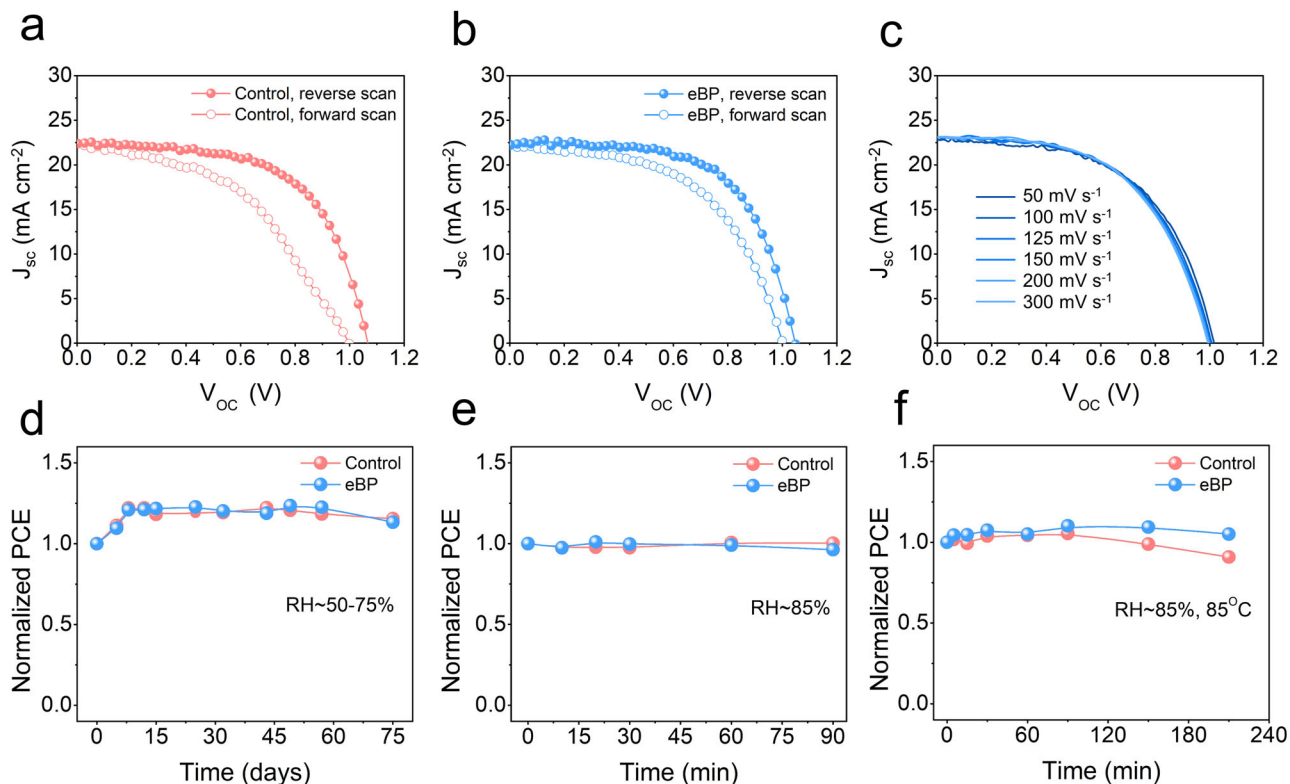 a
30
25
20
15
10
5
0
J_sc (mA cm⁻²)
Control, reverse scan
Control, forward scan
0.0 0.2 0.4 0.6 0.8 1.0 1.2
V_OC (V)
b
30
25
20
15
10
5
0
J_sc (mA cm⁻²)
eBP, reverse scan
eBP, forward scan
0.0 0.2 0.4 0.6 0.8 1.0 1.2
V_OC (V)
c
30
25
20
15
10
5
0
J_sc (mA cm⁻²)
50 mV s⁻¹
100 mV s⁻¹
125 mV s⁻¹
150 mV s⁻¹
200 mV s⁻¹
300 mV s⁻¹
0.0 0.2 0.4 0.6 0.8 1.0 1.2
V_OC (V)
d
1.5
1.0
0.5
0.0
Normalized PCE
Control
eBP
RH~50-75%
0 15 30 45 60 75
Time (days)
e
1.5
1.0
0.5
0.0
Normalized PCE
Control
eBP
RH~85%
0 15 30 45 60 75 90
Time (min)
f
1.5
1.0
0.5
0.0
Normalized PCE
Control
eBP
RH~85%, 85°C
0 60 120 180 240
Time (min)